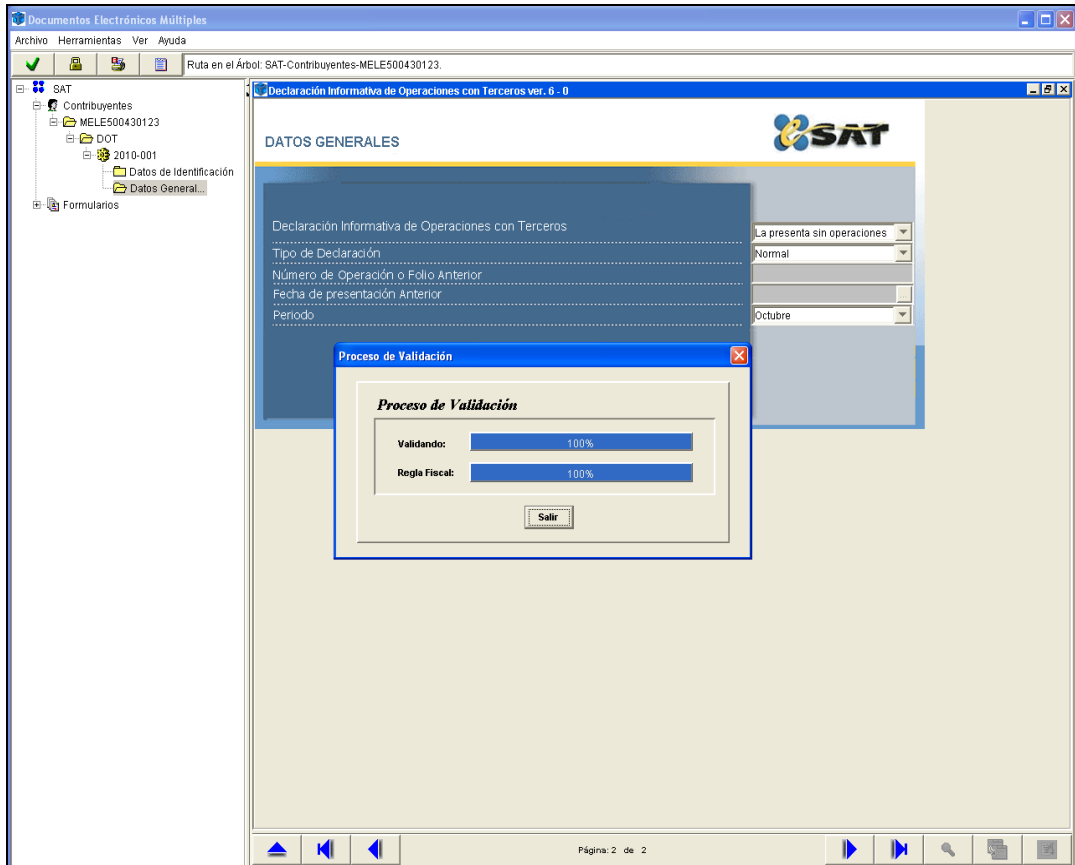 Documentos Electrónicos Múltiples
Archivo Herramientas Ver Ayuda
Ruta en el Árbol: SAT-Contribuyentes-MELE500430123.
SAT
Contribuyentes
MELE500430123
DOT
2010-001
Datos de Identificación
Datos General...
Formularios
Declaración Informativa de Operaciones con Terceros ver. 6 - 0
DATOS GENERALES
SAT
Declaración Informativa de Operaciones con Terceros
La presenta sin operaciones
Tipo de Declaración
Normal
Número de Operación o Folio Anterior
Fecha de presentación Anterior
...
Periodo
Octubre
Proceso de Validación
Proceso de Validación
Validando:
100%
Regla Fiscal:
100%
Salir
Página: 2 de 2